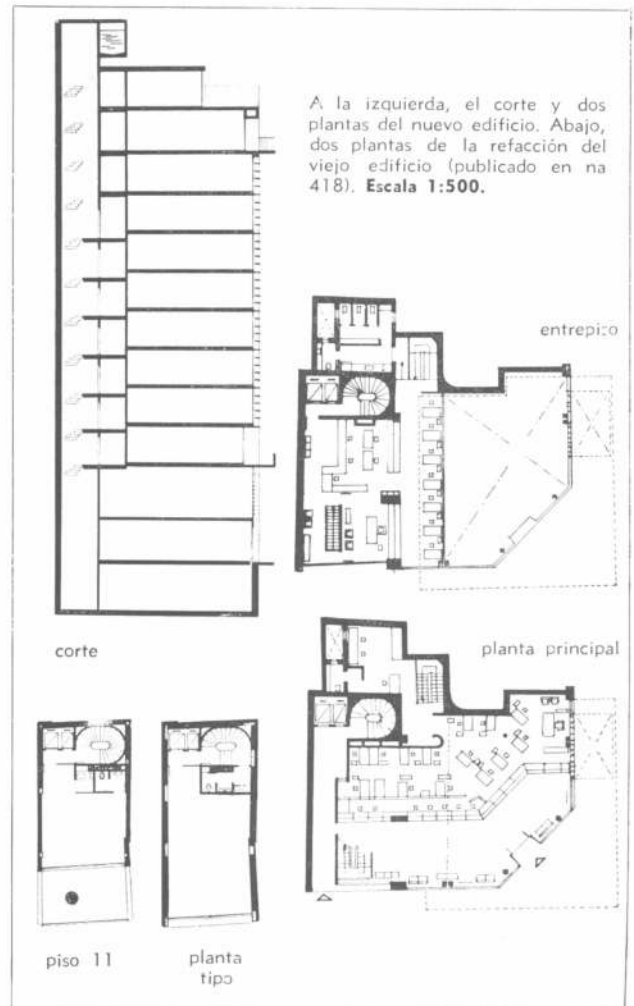 A la izquierda, el corte y dos
plantas del nuevo edificio. Abajo,
dos plantas de la refacción del
viejo edificio (publicado en na
418). Escala 1:500.
entrepiso
corte
planta principal
piso 11
planta
tipo